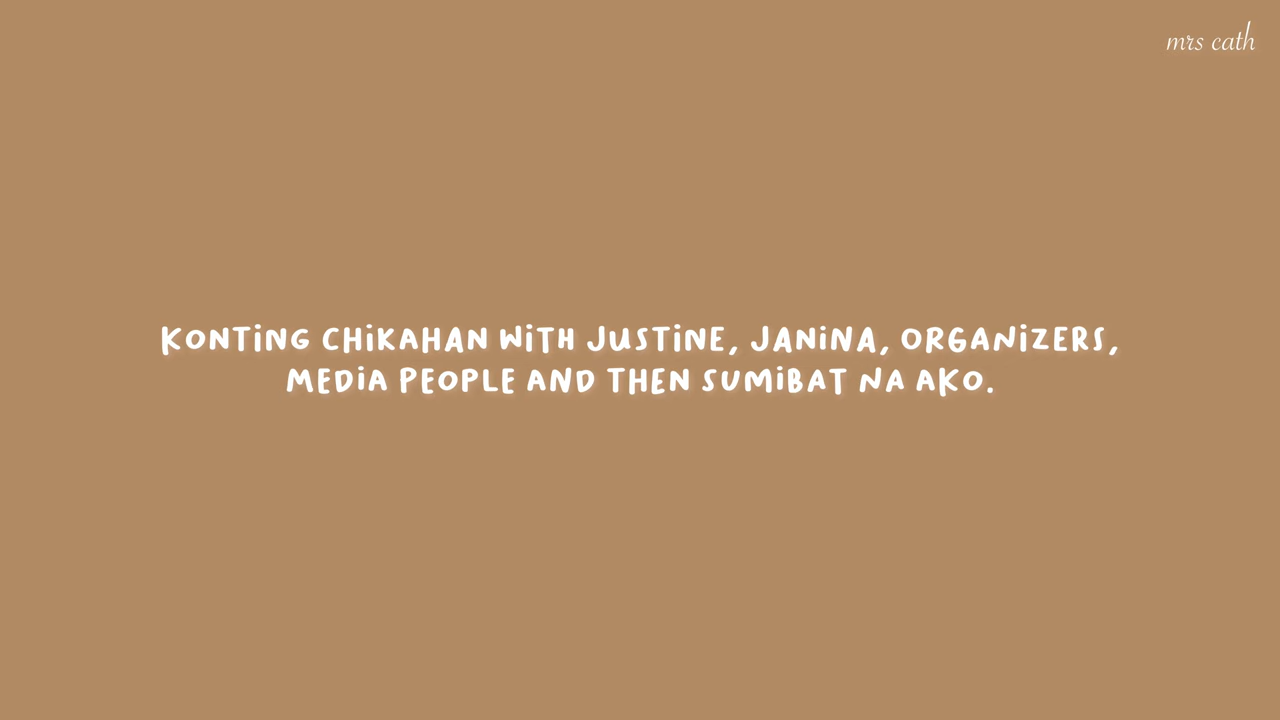 mrs cath
KONTiNG CHiKAHAN WiTH JUSTiNE, JANiNA, ORGANiZERS,
MEDiA PEOPLE AND THEN SUMiBAT NA AKO.